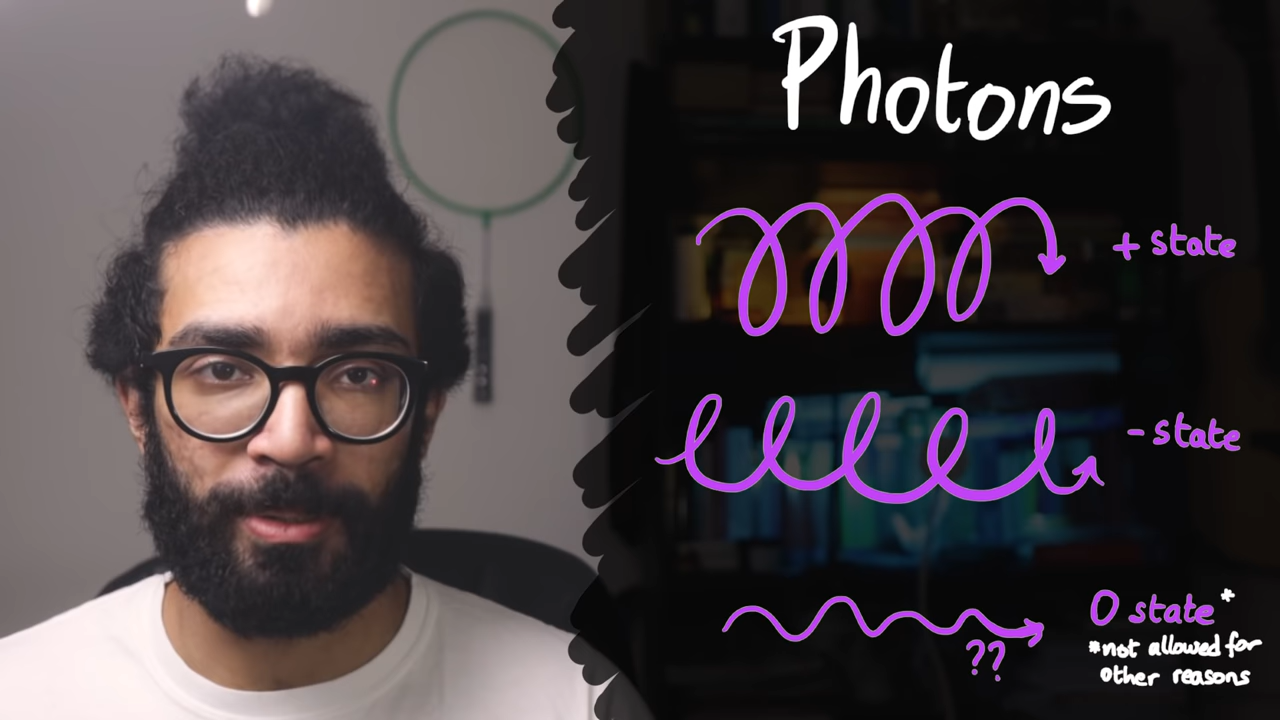 Photons
+ state
- state
0 state*
??
*not allowed for
other reasons